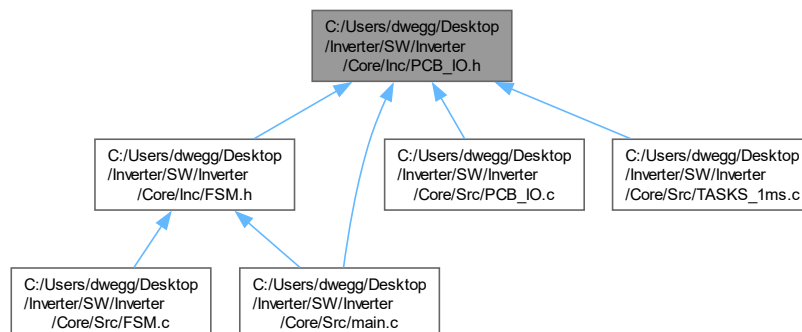 C:/Users/dwegg/Desktop
/Inverter/SW/Inverter
/Core/Inc/PCB_IO.h
C:/Users/dwegg/Desktop
/Inverter/SW/Inverter
/Core/Inc/FSM.h
C:/Users/dwegg/Desktop
/Inverter/SW/Inverter
/Core/Src/PCB_IO.c
C:/Users/dwegg/Desktop
/Inverter/SW/Inverter
/Core/Src/TASKS_1ms.c
C:/Users/dwegg/Desktop
/Inverter/SW/Inverter
/Core/Src/FSM.c
C:/Users/dwegg/Desktop
/Inverter/SW/Inverter
/Core/Src/main.c